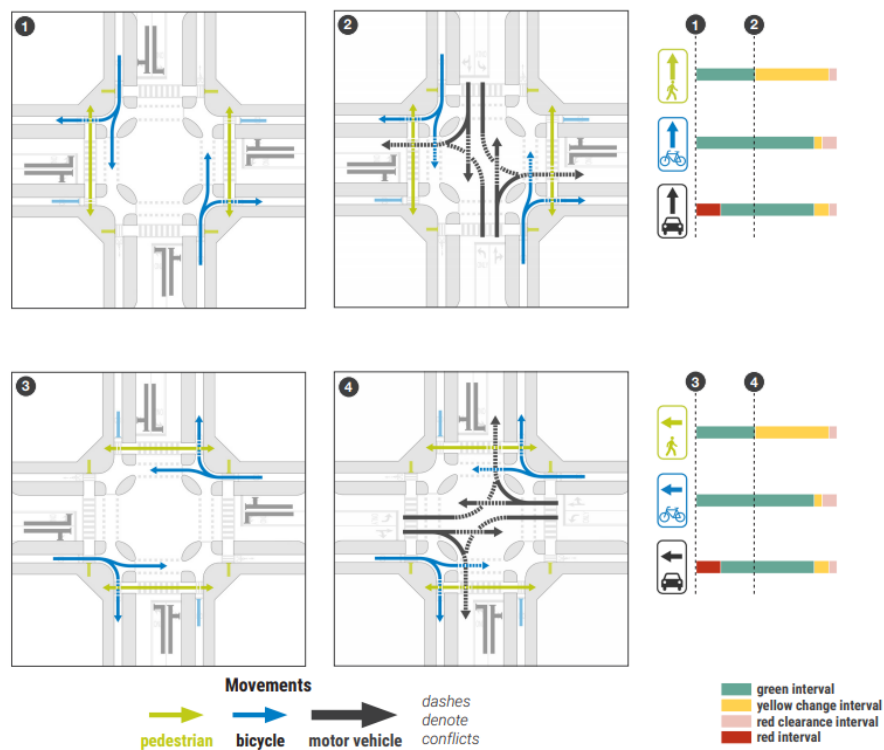 1
2
1
2
3
4
3
4
Movements
pedestrian
bicycle
motor vehicle
dashes
denote
conflicts
green interval
yellow change interval
red clearance interval
red interval